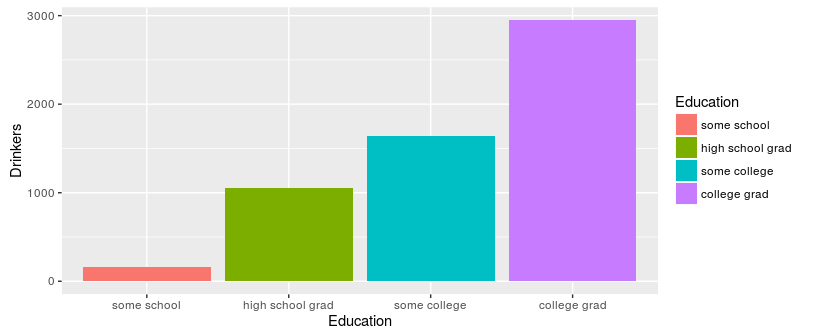 3000
2000
1000
0
Drinkers
some school
high school grad
some college
college grad
Education
Education
some school
high school grad
some college
college grad